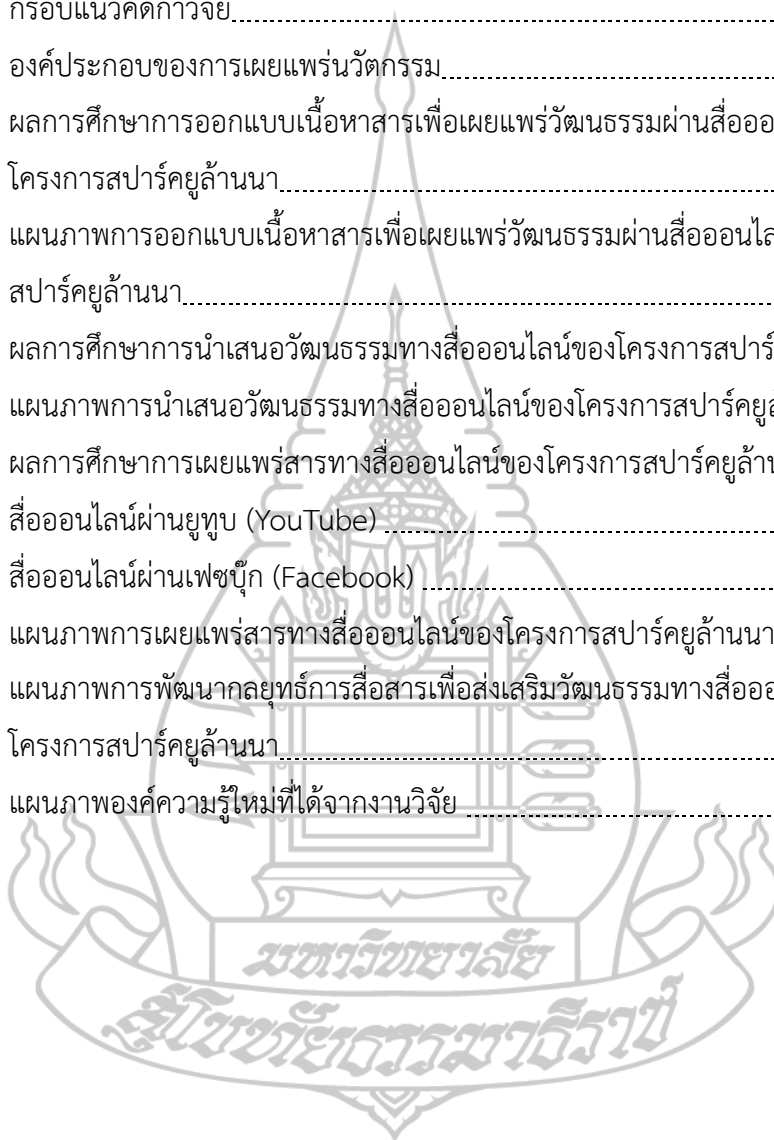 กรอบแนวคิดการวิจัย
องค์ประกอบของการเผยแพร่นวัตกรรม
ผลการศึกษาการออกแบบเนื้อหาสารเพื่อเผยแพร่วัฒนธรรมผ่านสื่อออ
โครงการสปาร์คยูล้านนา
แผนภาพการออกแบบเนื้อหาสารเพื่อเผยแพร่วัฒนธรรมผ่านสื่อออนไล
สปาร์คยูล้านนา
ผลการศึกษาการนำเสนอวัฒนธรรมทางสื่อออนไลน์ของโครงการสปาร์
แผนภาพการนำเสนอวัฒนธรรมทางสื่อออนไลน์ของโครงการสปาร์คยูล้
ผลการศึกษาการเผยแพร่สารทางสื่อออนไลน์ของโครงการสปาร์คยูล้าน
สื่อออนไลน์ผ่านยูทูบ (YouTube)
สื่อออนไลน์ผ่านเฟซบุ๊ก (Facebook)
แผนภาพการเผยแพร่สารทางสื่อออนไลน์ของโครงการสปาร์คยูล้านนา
แผนภาพการพัฒนากลยุทธ์การสื่อสารเพื่อส่งเสริมวัฒนธรรมทางสื่อออ
โครงการสปาร์คยูล้านนา
แผนภาพองค์ความรู้ใหม่ที่ได้จากงานวิจัย
มหาวิทยาลัย
สุโขทัยธรรมาธิราช